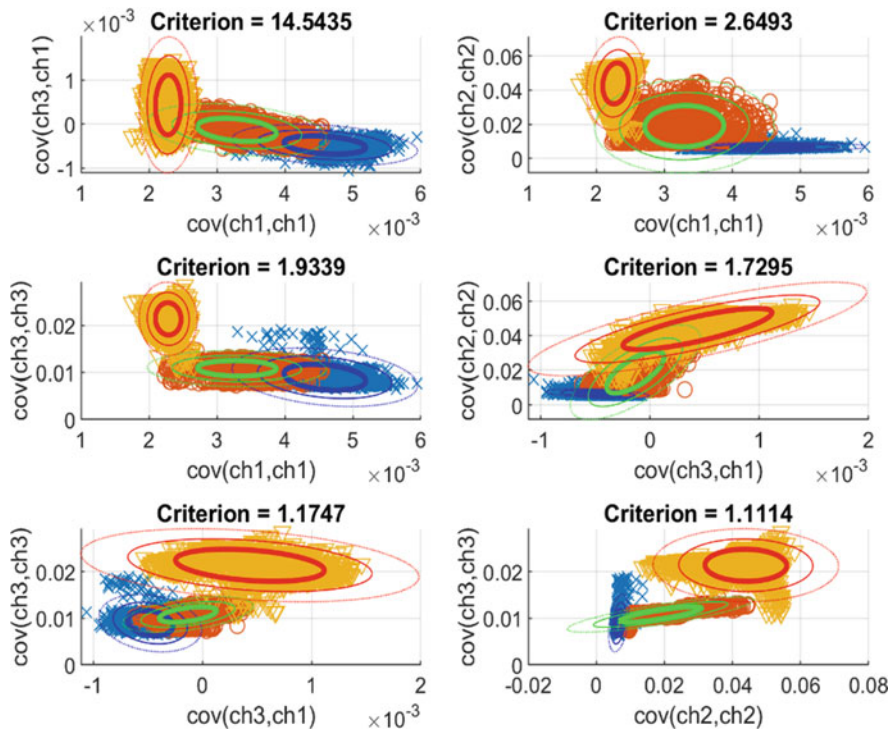 ×10⁻³
Criterion = 14.5435
cov(ch3,ch1)
1
0
-1
1 2 3 4 5 6
cov(ch1,ch1)
×10⁻³
Criterion = 2.6493
cov(ch2,ch2)
0.06
0.04
0.02
0
1 2 3 4 5 6
cov(ch1,ch1)
×10⁻³
Criterion = 1.9339
cov(ch3,ch3)
0.02
0.01
0
1 2 3 4 5 6
cov(ch1,ch1)
×10⁻³
Criterion = 1.7295
cov(ch2,ch2)
0.06
0.04
0.02
0
-1 0 1 2
cov(ch3,ch1)
×10⁻³
Criterion = 1.1747
cov(ch3,ch3)
0.02
0.01
0
-1 0 1 2
cov(ch3,ch1)
×10⁻³
Criterion = 1.1114
cov(ch3,ch3)
0.02
0.01
0
-0.02 0 0.02 0.04 0.06 0.08
cov(ch2,ch2)